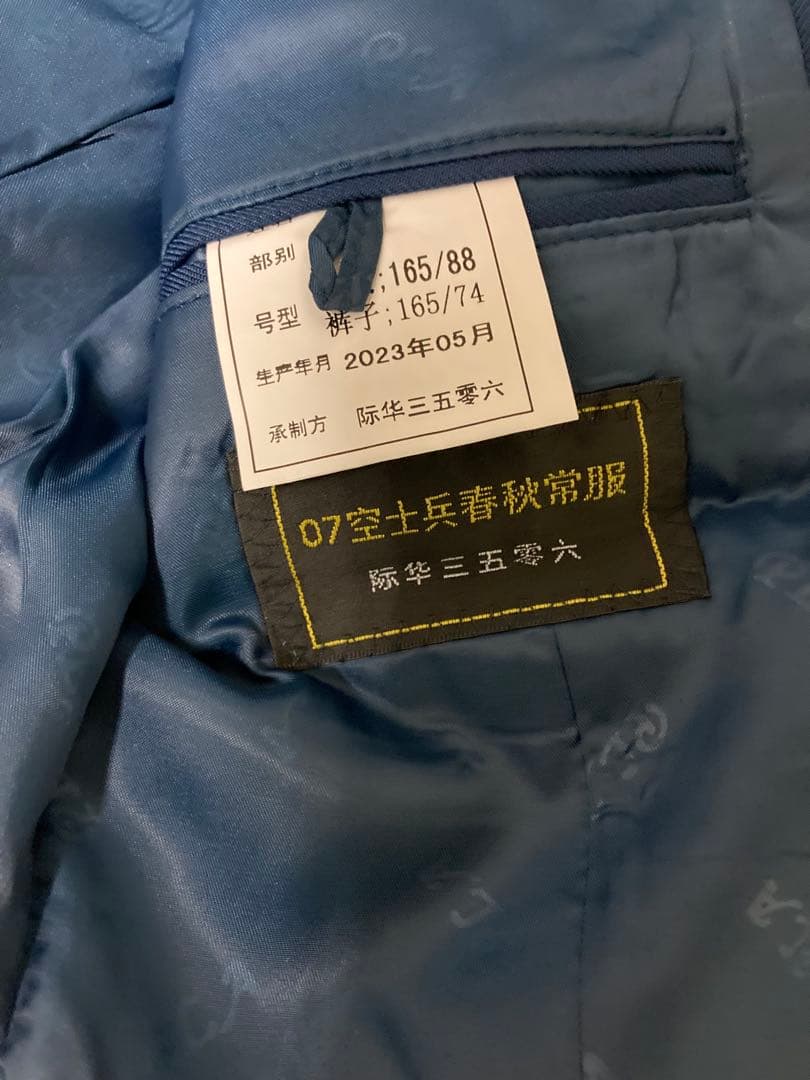 部别
:165/88
号型 裤子;165/74
生产年月 2023年05月
承制方 际华三五零六
07空士兵春秋常服
际华三五零六